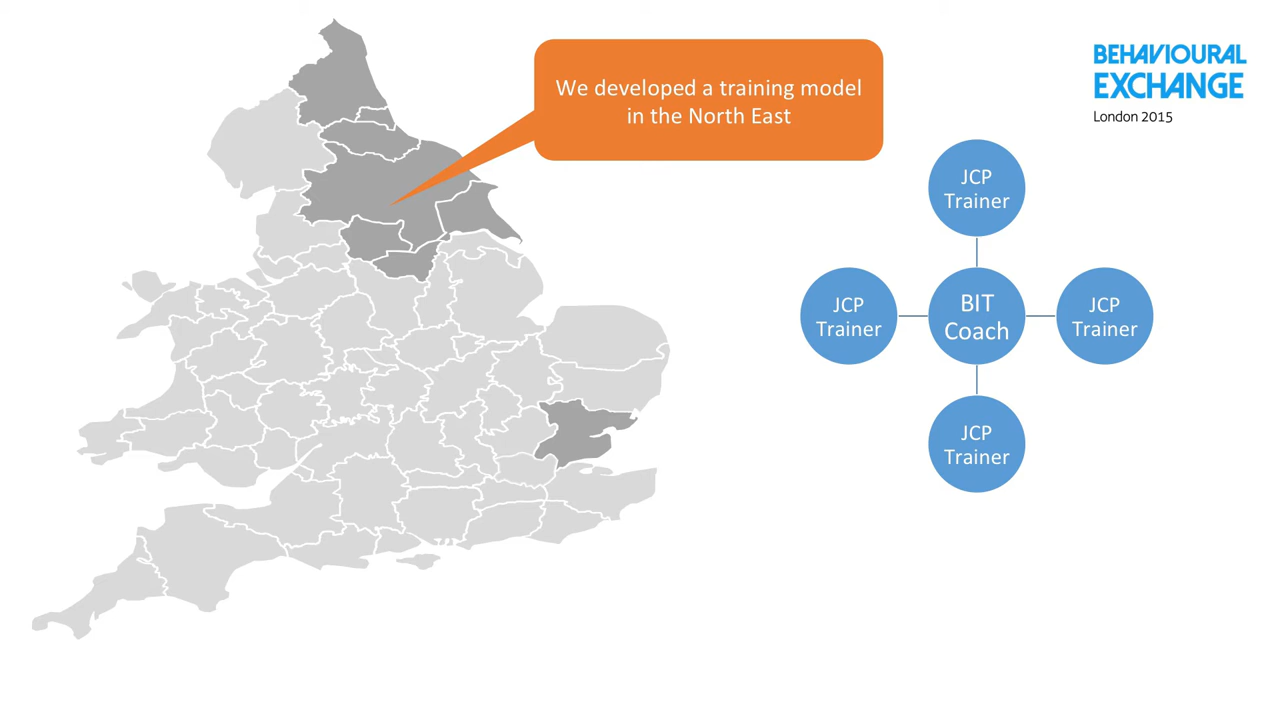 We developed a training model
in the North East
BEHAVIOURAL
EXCHANGE
London 2015
JCP
Trainer
JCP
Trainer
BIT
Coach
JCP
Trainer
JCP
Trainer